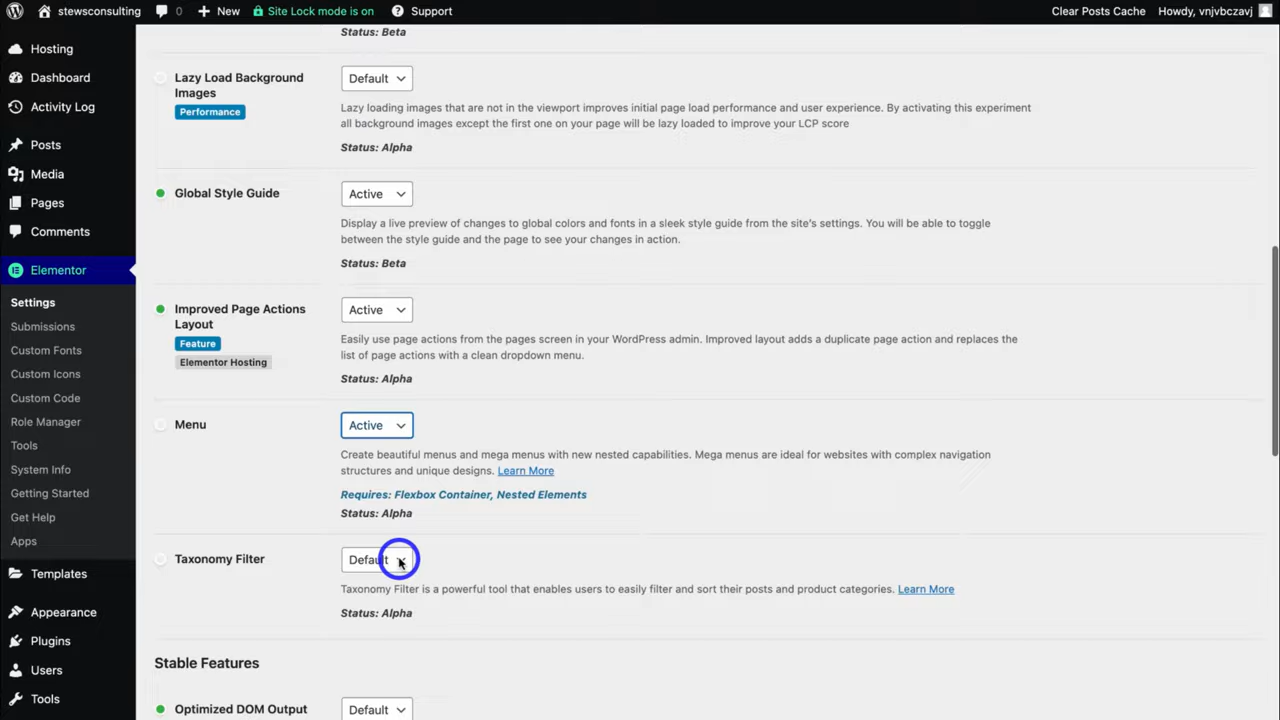 stewsconsulting
0
New
Site Lock mode is on
Support
Clear Posts Cache
Howdy, vnjvbczavj
Hosting
Dashboard
Activity Log
Posts
Media
Pages
Comments
Elementor
Settings
Submissions
Custom Fonts
Custom Icons
Custom Code
Role Manager
Tools
System Info
Getting Started
Get Help
Apps
Templates
Appearance
Plugins
Users
Tools
Status: Beta
Lazy Load Background
Images
Performance
Default
Lazy loading images that are not in the viewport improves initial page load performance and user experience. By activating this experiment
all background images except the first one on your page will be lazy loaded to improve your LCP score
Status: Alpha
Global Style Guide
Active
Display a live preview of changes to global colors and fonts in a sleek style guide from the site's settings. You will be able to toggle
between the style guide and the page to see your changes in action.
Status: Beta
Improved Page Actions
Layout
Feature
Elementor Hosting
Active
Easily use page actions from the pages screen in your WordPress admin. Improved layout adds a duplicate page action and replaces the
list of page actions with a clean dropdown menu.
Status: Alpha
Menu
Active
Create beautiful menus and mega menus with new nested capabilities. Mega menus are ideal for websites with complex navigation
structures and unique designs. Learn More
Requires: Flexbox Container, Nested Elements
Status: Alpha
Taxonomy Filter
Default
Taxonomy Filter is a powerful tool that enables users to easily filter and sort their posts and product categories. Learn More
Status: Alpha
Stable Features
Optimized DOM Output
Default